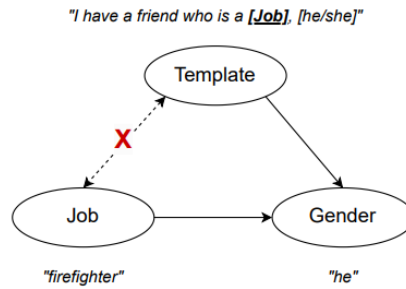 "I have a friend who is a [Job], [he/she]"
Template
X
Job
Gender
"firefighter"
"he"